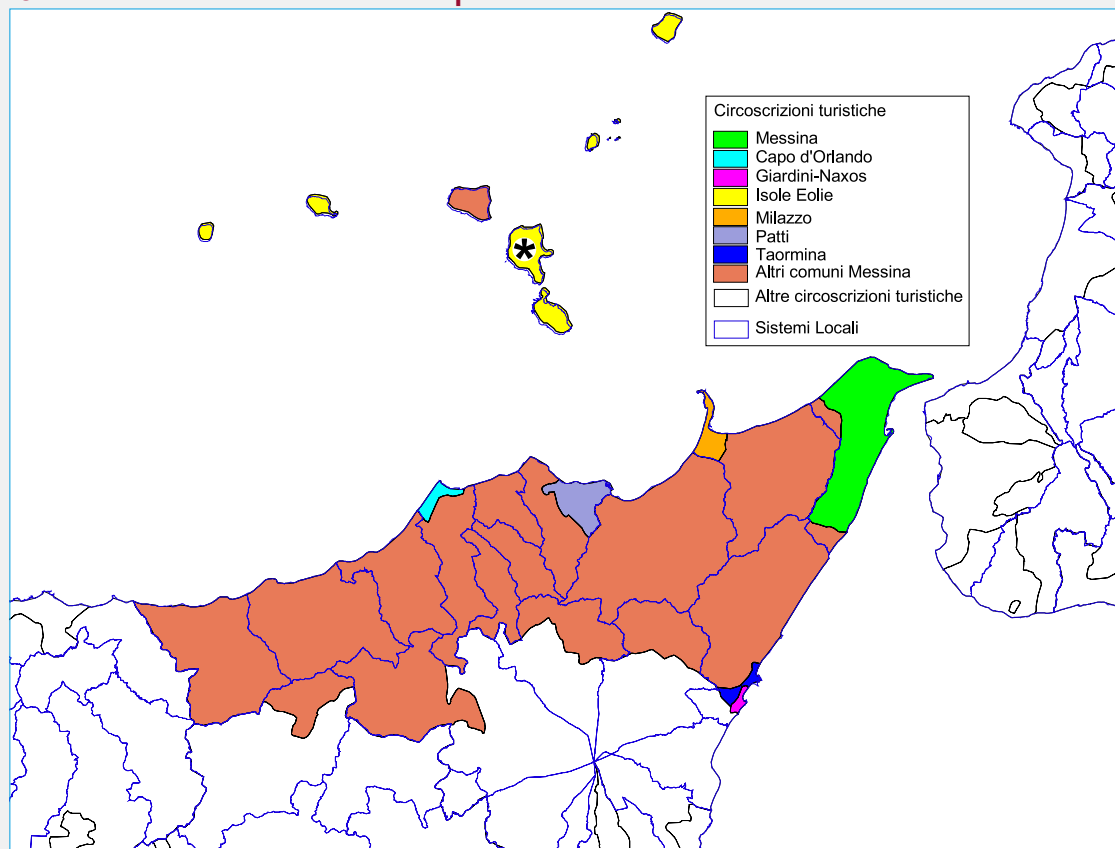 Circoscrizioni turistiche
Messina
Capo d'Orlando
Giardini-Naxos
Isole Eolie
Milazzo
Patti
Taormina
Altri comuni Messina
Altre circoscrizioni turistiche
Sistemi Locali
*